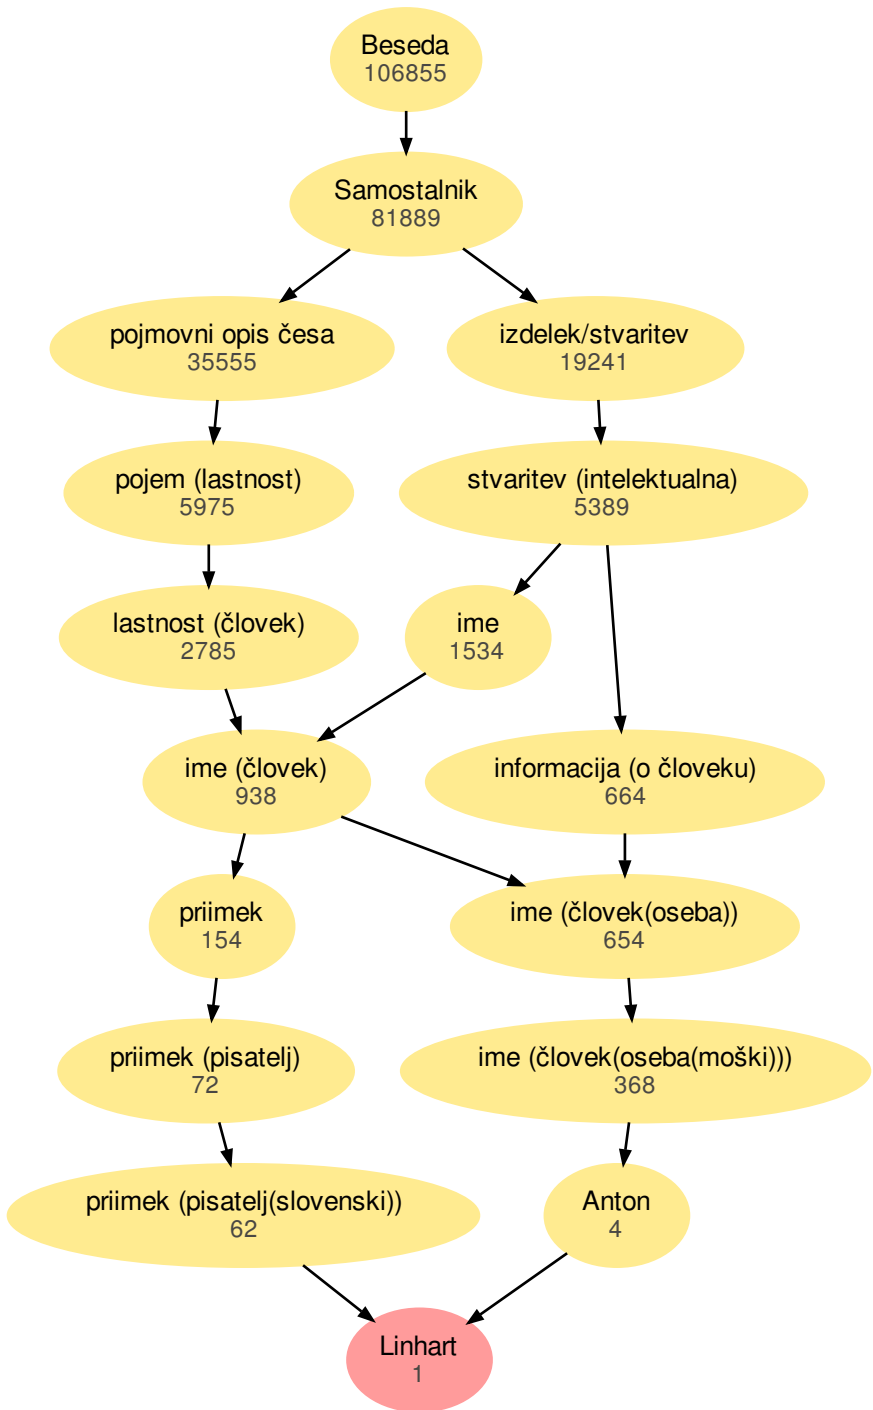 Beseda
106855
Samostalnik
81889
pojmovni opis česa
35555
izdelek/stvaritev
19241
pojem (lastnost)
5975
stvaritev (intelektualna)
5389
lastnost (človek)
2785
ime
1534
ime (človek)
938
informacija (o človeku)
664
priimek
154
ime (človek(oseba))
654
priimek (pisatelj)
72
ime (človek(oseba(moški)))
368
priimek (pisatelj(slovenski))
62
Anton
4
Linhart
1